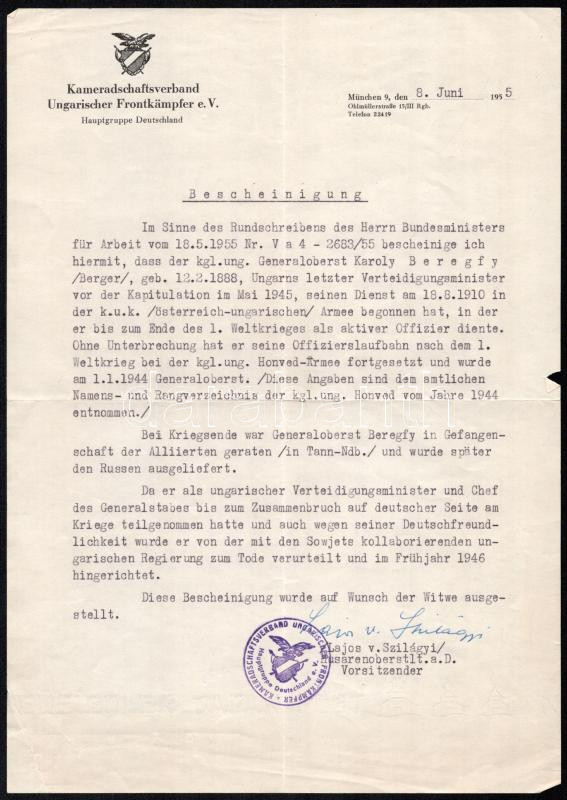 Kameradschaftsverband
Ungarischer Frontkämpfer e.V.
Hauptgruppe Deutschland
München 9, den 8. Juni 1955
Ohlmüllerstraße 15/III Rgb.
Telefon 22419
Bescheinigung
Im Sinne des Rundschreibens des Herrn Bundesministers
für Arbeit vom 18.5.1955 Nr. V a 4 - 2683/55 bescheinige ich
hiermit, dass der kgl.ung. Generaloberst Karoly B e r e g f y
/Berger/, geb. 12.2.1888, Ungarns letzter Verteidigungsminister
vor der Kapitulation im Mai 1945, seinen Dienst am 18.8.1910 in
der k.u.k. /österreich-ungarischen/ Armee begonnen hat, in der
er bis zum Ende des 1. Weltkrieges als aktiver Offizier diente.
Ohne Unterbrechung hat er seine Offizierslaufbahn nach dem 1.
Weltkrieg bei der kgl.ung. Honved-Armee fortgesetzt und wurde
am 1.1.1944 Generaloberst. /Diese Angaben sind dem amtlichen
Namens- und Rangverzeichnis der kgl.ung. Honved vom Jahre 1944
entnommen./
darabanth
Bei Kriegsende war Generaloberst Beregfy in Gefangen-
schaft der Alliierten geraten /in Tann-Ndb./ und wurde später
den Russen ausgeliefert.
Da er als ungarischer Verteidigungsminister und Chef
des Generalstabes bis zum Zusammenbruch auf deutscher Seite am
Kriege teilgenommen hatte und auch wegen seiner Deutschfreund-
lichkeit wurde er von der mit den Sowjets kollaborierenden un-
garischen Regierung zum Tode verurteilt und im Frühjahr 1946
hingerichtet.
Diese Bescheinigung wurde auf Wunsch der Witwe ausge-
stellt.
Lajos v. Szilágyi
/Lajos v.Szilágyi/
Husarenoberstlt.a.D.
Vorsitzender
KAMERADSCHAFTSVERBAND UNGARISCHER FRONTKÄMPFER
Hauptgruppe Deutschland e.V.